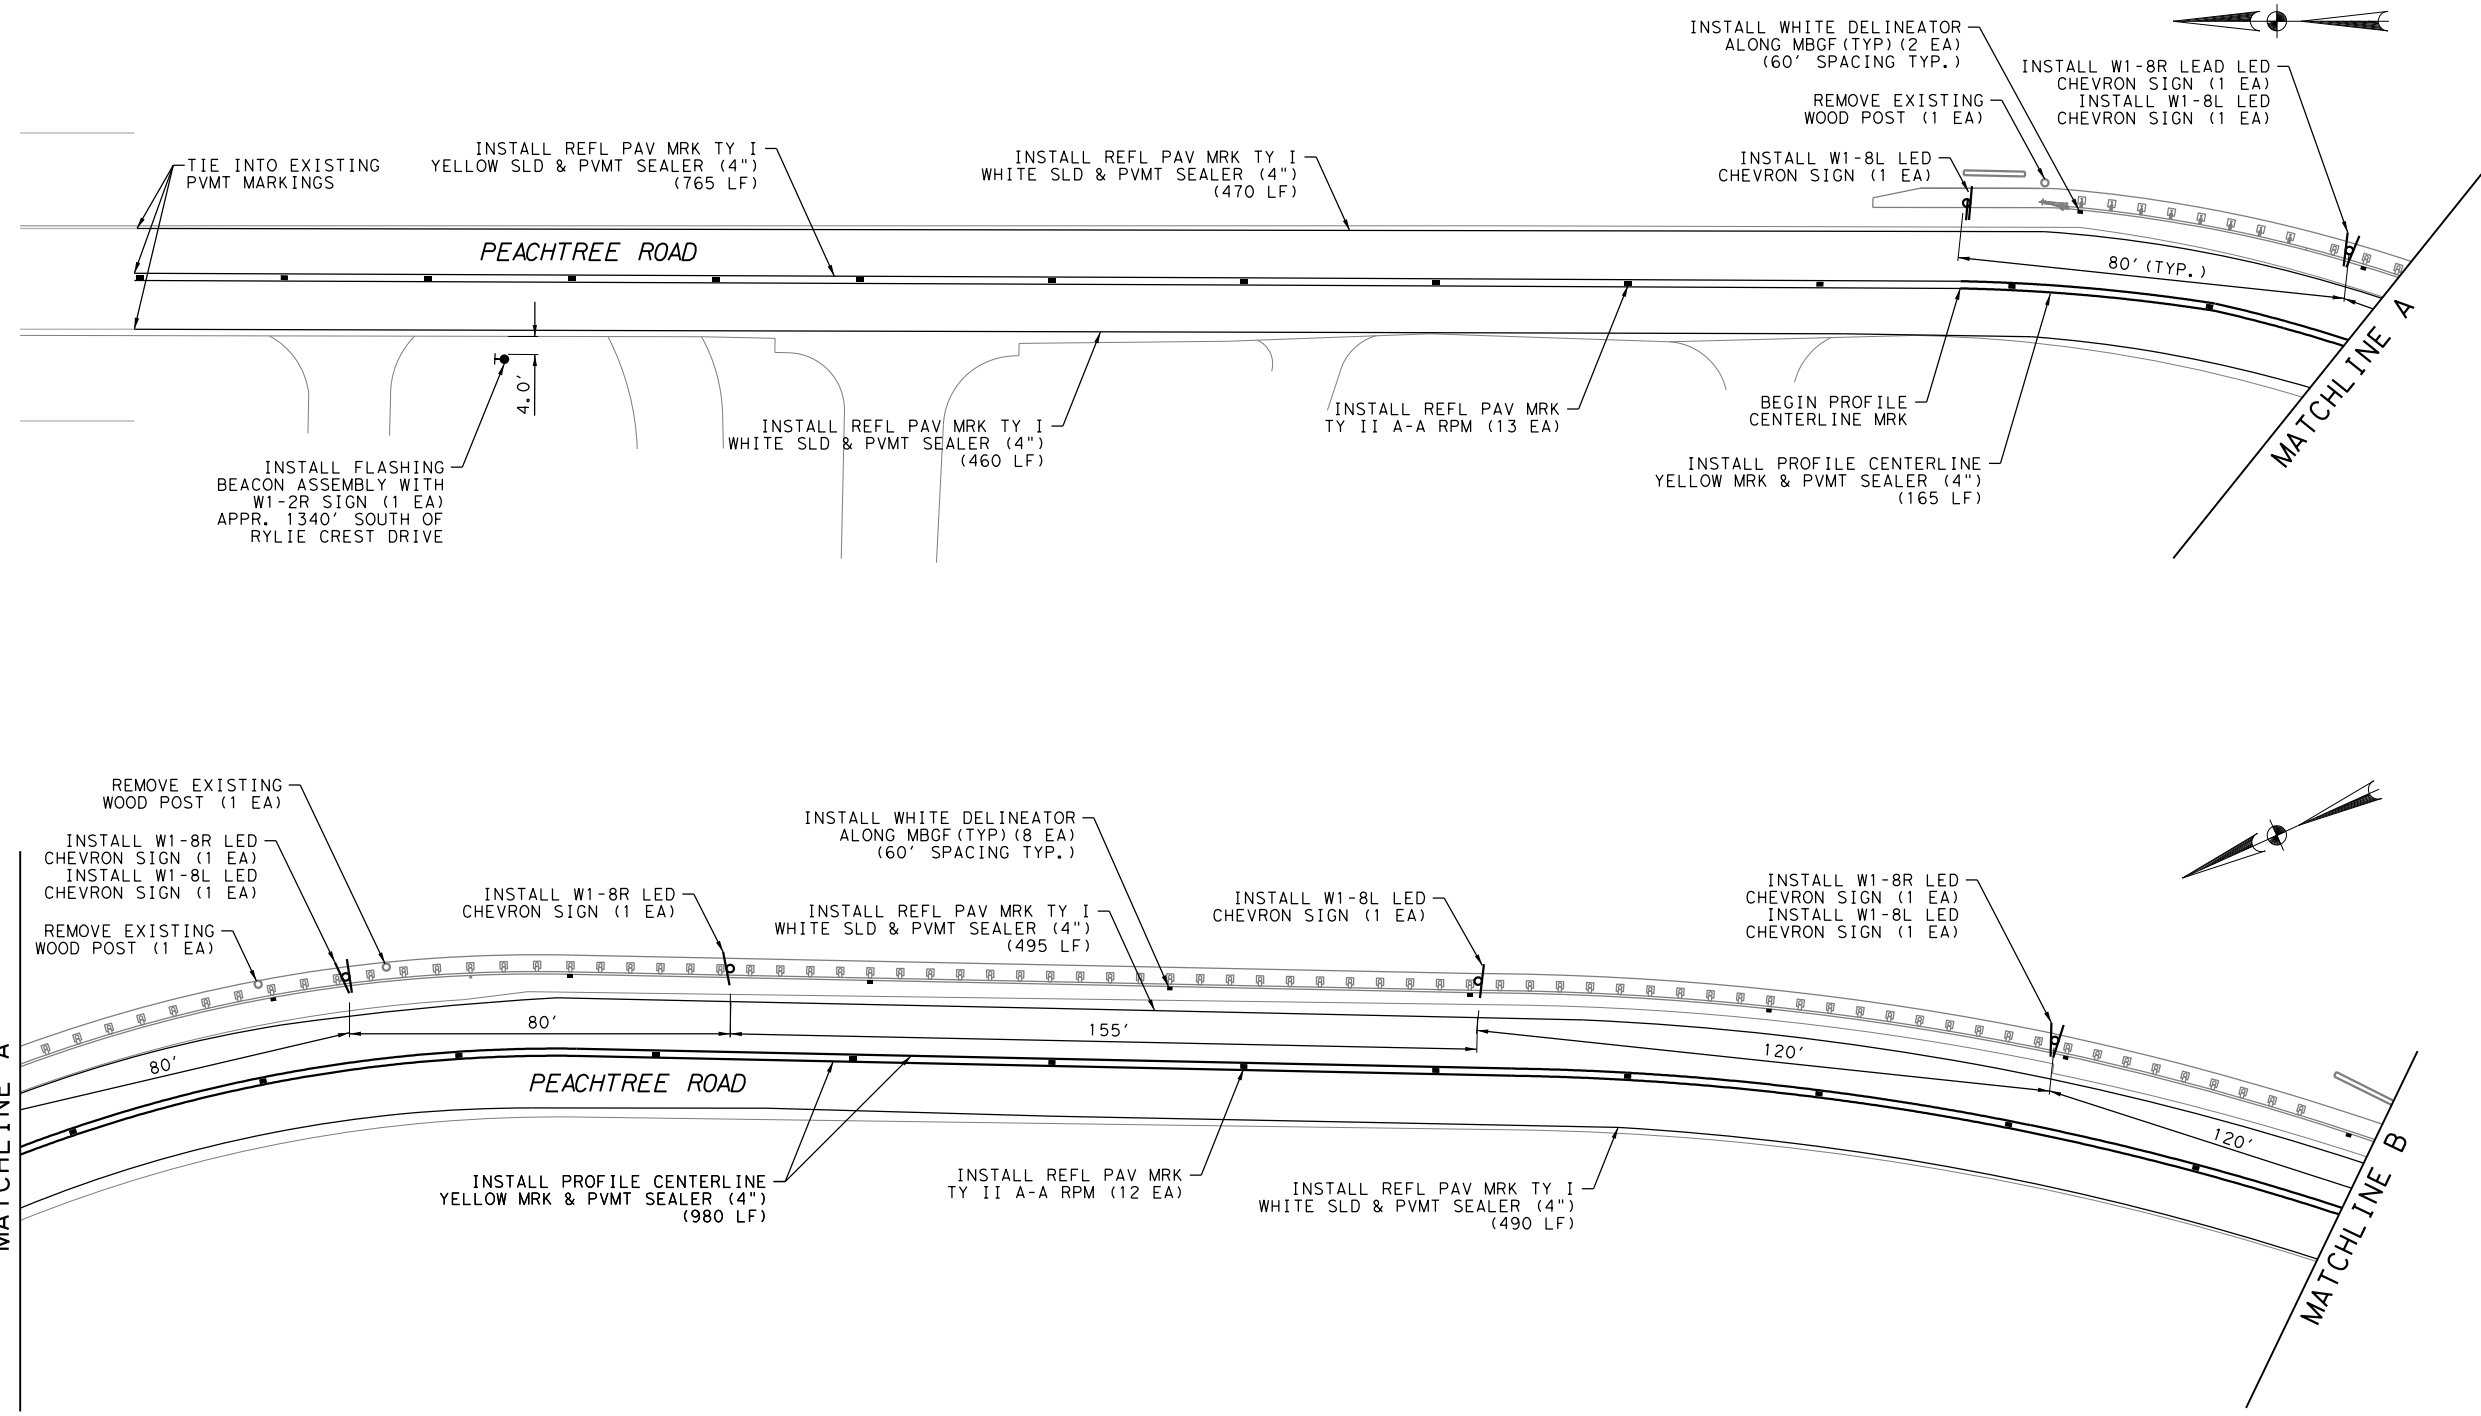 INSTALL WHITE DELINEATOR
ALONG MBGF(TYP)(2 EA)
(60' SPACING TYP.)
INSTALL W1-8R LEAD LED
CHEVRON SIGN (1 EA)
INSTALL W1-8L LED
CHEVRON SIGN (1 EA)
REMOVE EXISTING
WOOD POST (1 EA)
INSTALL W1-8L LED
CHEVRON SIGN (1 EA)
TIE INTO EXISTING
PVMT MARKINGS
INSTALL REFL PAV MRK TY I
YELLOW SLD & PVMT SEALER (4")
(765 LF)
INSTALL REFL PAV MRK TY I
WHITE SLD & PVMT SEALER (4")
(470 LF)
PEACHTREE ROAD
80'(TYP.)
MATCHLINE A
4.0'
INSTALL FLASHING
BEACON ASSEMBLY WITH
W1-2R SIGN (1 EA)
APPR. 1340' SOUTH OF
RYLIE CREST DRIVE
INSTALL REFL PAV MRK TY I
WHITE SLD & PVMT SEALER (4")
(460 LF)
INSTALL REFL PAV MRK
TY II A-A RPM (13 EA)
BEGIN PROFILE
CENTERLINE MRK
INSTALL PROFILE CENTERLINE
YELLOW MRK & PVMT SEALER (4")
(165 LF)
REMOVE EXISTING
WOOD POST (1 EA)
INSTALL W1-8R LED
CHEVRON SIGN (1 EA)
INSTALL W1-8L LED
CHEVRON SIGN (1 EA)
REMOVE EXISTING
WOOD POST (1 EA)
INSTALL W1-8R LED
CHEVRON SIGN (1 EA)
INSTALL WHITE DELINEATOR
ALONG MBGF(TYP)(8 EA)
(60' SPACING TYP.)
INSTALL REFL PAV MRK TY I
WHITE SLD & PVMT SEALER (4")
(495 LF)
INSTALL W1-8L LED
CHEVRON SIGN (1 EA)
INSTALL W1-8R LED
CHEVRON SIGN (1 EA)
INSTALL W1-8L LED
CHEVRON SIGN (1 EA)
MATCHLINE A
80'
80'
155'
120'
120'
PEACHTREE ROAD
INSTALL PROFILE CENTERLINE
YELLOW MRK & PVMT SEALER (4")
(980 LF)
INSTALL REFL PAV MRK
TY II A-A RPM (12 EA)
INSTALL REFL PAV MRK TY I
WHITE SLD & PVMT SEALER (4")
(490 LF)
MATCHLINE B